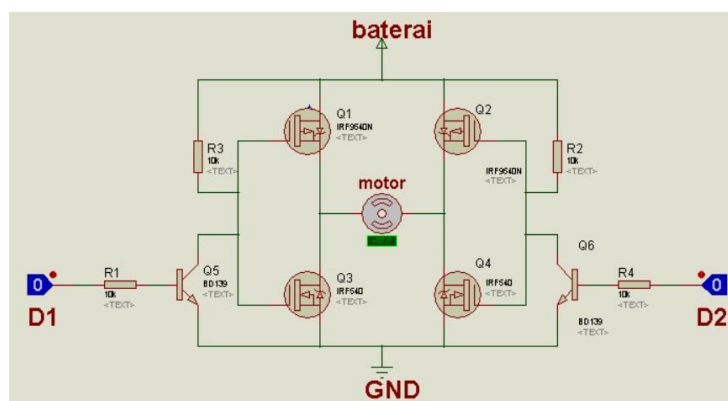 baterai
Q1
IRF9540N
<TEXT>
Q2
IRF9540N
<TEXT>
R3
10k
<TEXT>
R2
10k
<TEXT>
motor
Q3
IRF540
<TEXT>
Q4
IRF540
<TEXT>
Q5
BD139
<TEXT>
Q6
BD139
<TEXT>
R1
10k
<TEXT>
R4
10k
<TEXT>
0
D1
0
D2
GND